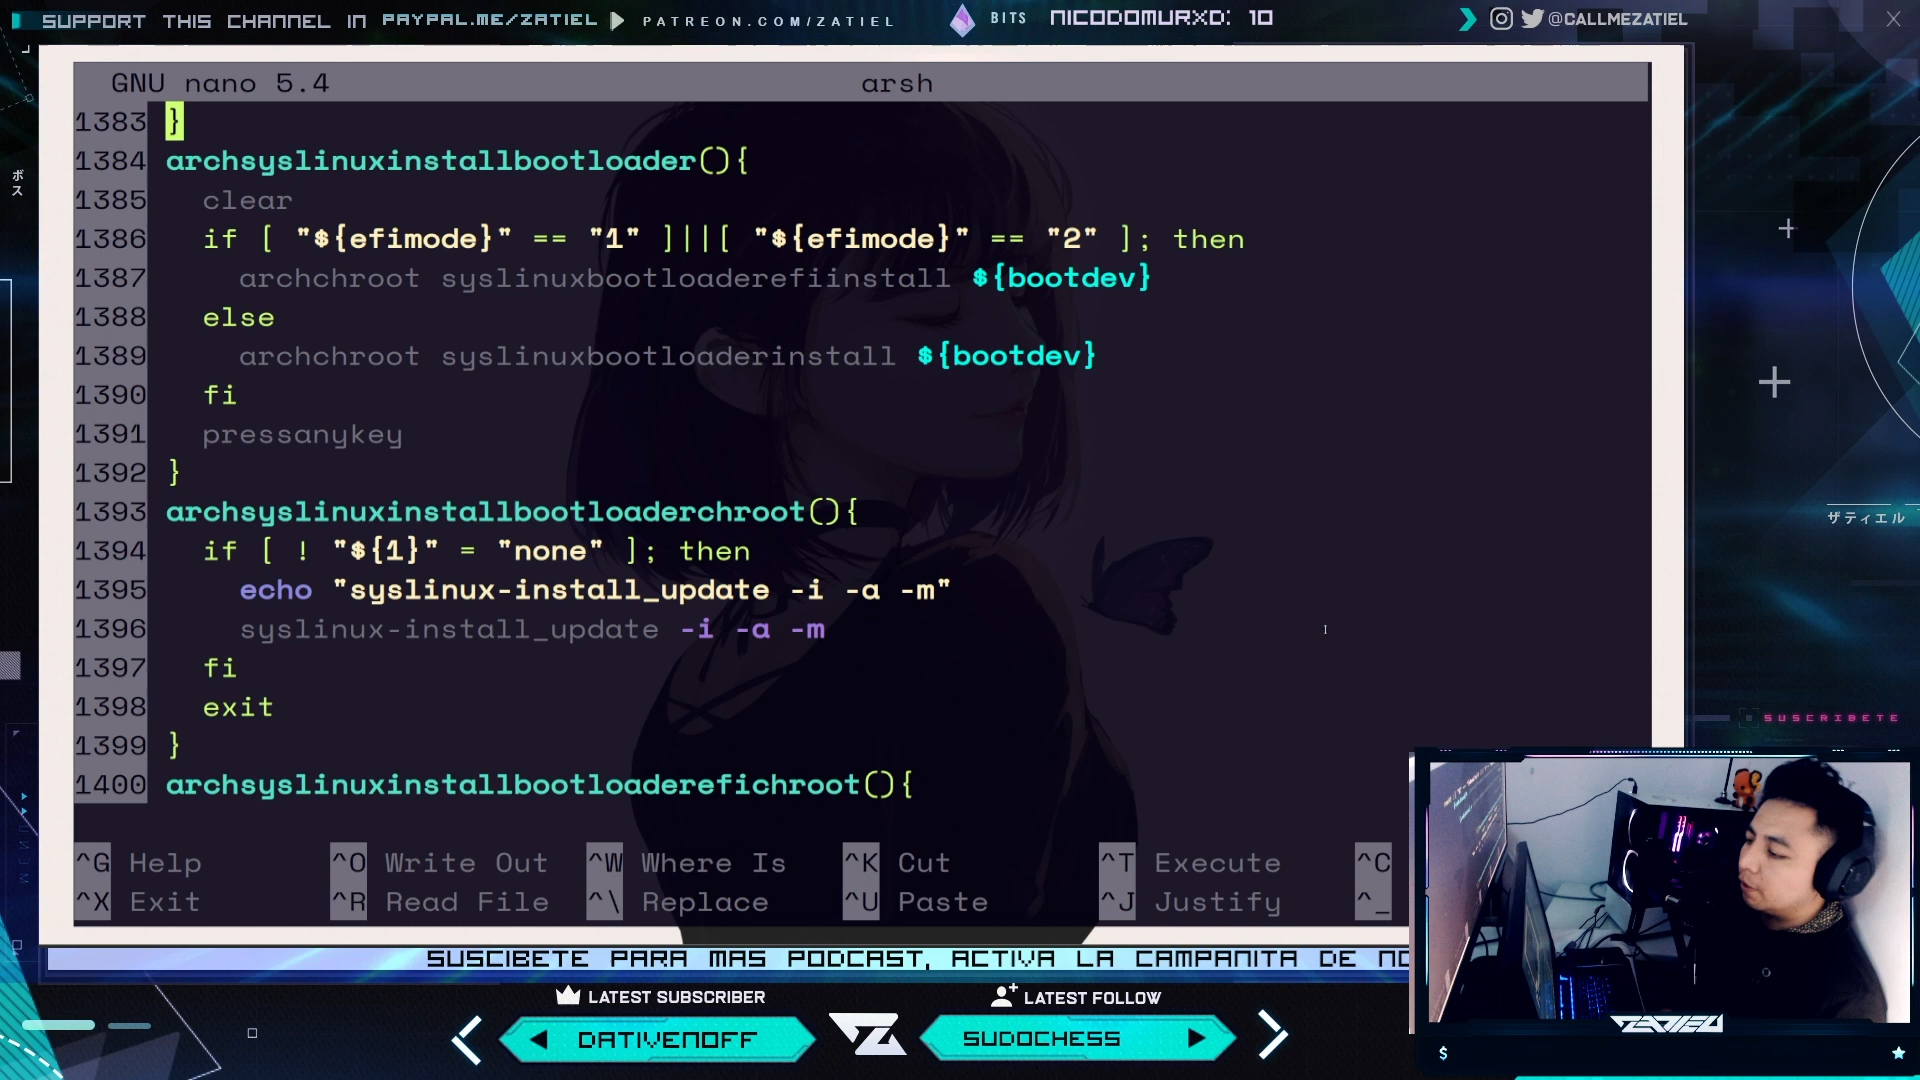 SUPPORT THIS CHANNEL IN PAYPAL.ME/ZATIEL PATREON.COM/ZATIEL BITS NICODOMURXD: 10 @CALLMEZATIEL
GNU nano 5.4 arsh
1383 }
1384 archsyslinuxinstallbootloader(){
1385 clear
1386 if [ "${efimode}" == "1" ]||[ "${efimode}" == "2" ]; then
1387 archchroot syslinuxbootloaderefiinstall ${bootdev}
1388 else
1389 archchroot syslinuxbootloaderinstall ${bootdev}
1390 fi
1391 pressanykey
1392 }
1393 archsyslinuxinstallbootloaderchroot(){
1394 if [ ! "${1}" = "none" ]; then
1395 echo "syslinux-install_update -i -a -m"
1396 syslinux-install_update -i -a -m
1397 fi
1398 exit
1399 }
1400 archsyslinuxinstallbootloaderefichroot(){
^G Help ^O Write Out ^W Where Is ^K Cut ^T Execute ^C
^X Exit ^R Read File ^\ Replace ^U Paste ^J Justify ^_
ボス
ザティエル
SUSCRIBETE
SUSCIBETE PARA MAS PODCAST, ACTIVA LA CAMPANITA DE NO
LATEST SUBSCRIBER LATEST FOLLOW
DATIVENOFF SUDOCHESS
ZATIEL
$